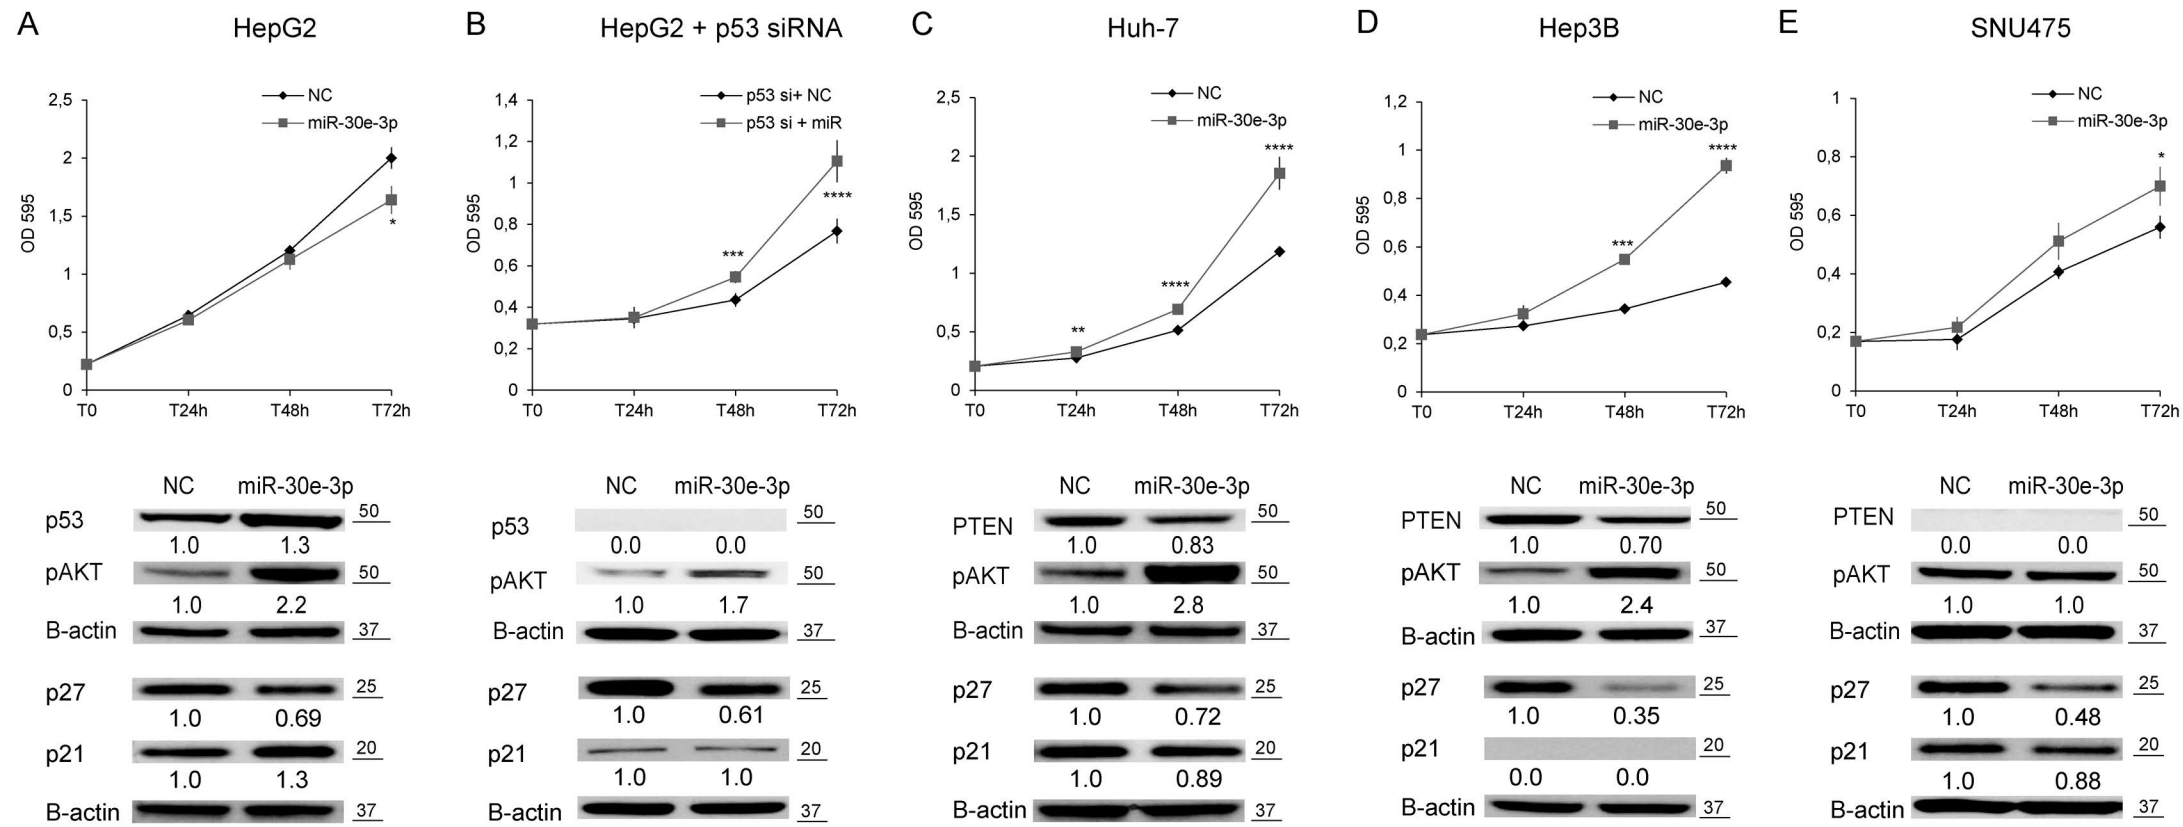 A HepG2
NC
miR-30e-3p
OD 595
2,5
2
1,5
1
0,5
0
*
T0 T24h T48h T72h
NC miR-30e-3p
p53 50
1.0 1.3
pAKT 50
1.0 2.2
B-actin 37
p27 25
1.0 0.69
p21 20
1.0 1.3
B-actin 37
B HepG2 + p53 siRNA
p53 si+ NC
p53 si + miR
OD 595
1,4
1,2
1
0,8
0,6
0,4
0,2
0
*** ****
T0 T24h T48h T72h
NC miR-30e-3p
p53 50
0.0 0.0
pAKT 50
1.0 1.7
B-actin 37
p27 25
1.0 0.61
p21 20
1.0 1.0
B-actin 37
C Huh-7
NC
miR-30e-3p
OD 595
2,5
2
1,5
1
0,5
0
** **** ****
T0 T24h T48h T72h
NC miR-30e-3p
PTEN 50
1.0 0.83
pAKT 50
1.0 2.8
B-actin 37
p27 25
1.0 0.72
p21 20
1.0 0.89
B-actin 37
D Hep3B
NC
miR-30e-3p
OD 595
1,2
1
0,8
0,6
0,4
0,2
0
*** ****
T0 T24h T48h T72h
NC miR-30e-3p
PTEN 50
1.0 0.70
pAKT 50
1.0 2.4
B-actin 37
p27 25
1.0 0.35
p21 20
0.0 0.0
B-actin 37
E SNU475
NC
miR-30e-3p
OD 595
1
0,8
0,6
0,4
0,2
0
*
T0 T24h T48h T72h
NC miR-30e-3p
PTEN 50
0.0 0.0
pAKT 50
1.0 1.0
B-actin 37
p27 25
1.0 0.48
p21 20
1.0 0.88
B-actin 37